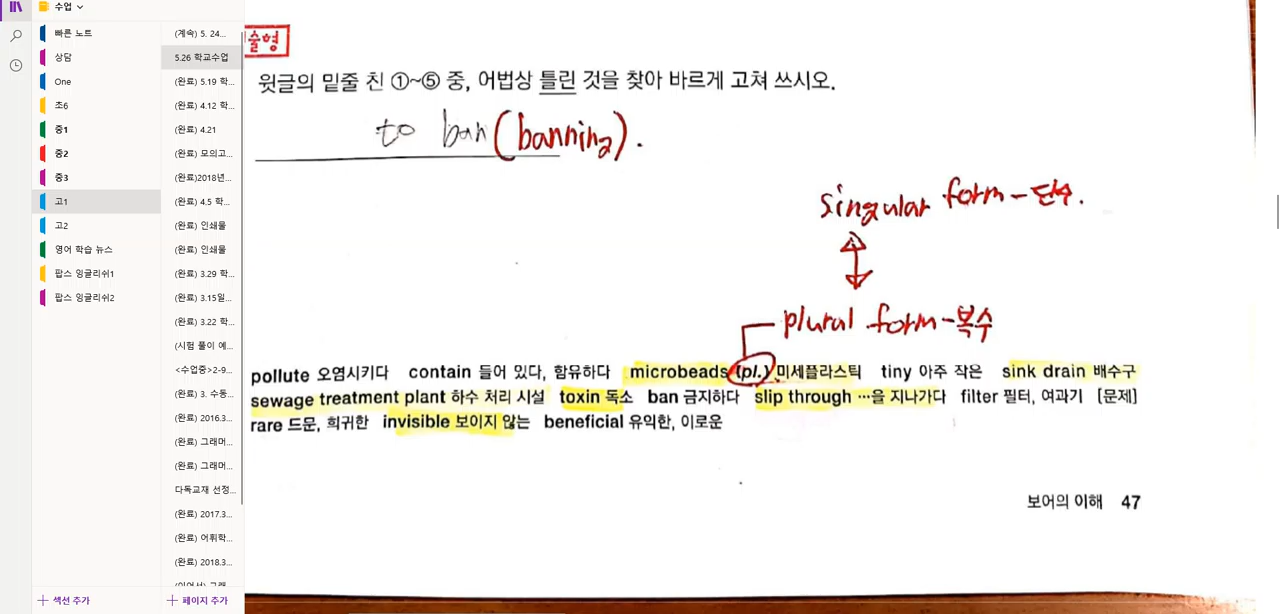 수업
빠른 노트
상담
One
초6
중1
중2
중3
고1
고2
영어 학습 뉴스
팝스 잉글리쉬1
팝스 잉글리쉬2
색션 추가
(계속) 5. 24...
5.26 학교수업
(완료) 5.19 학...
(완료) 4.12 학...
(완료) 4.21
(완료) 모의고...
(완료)2018년...
(완료) 4.5 학...
(완료) 인쇄물
(완료) 인쇄물
(완료) 3.29 학...
(완료) 3.15일...
(완료) 3.22 학...
(시험 풀이 예...
<수업중>2-9...
(완료) 3. 수동...
(완료) 2016.3...
(완료) 그래머...
(완료) 그래머...
다독교재 선정...
(완료) 2017.3...
(완료) 어휘학...
(완료) 2018.3...
페이지 추가
술형
윗글의 밑줄 친 ①~⑤ 중, 어법상 틀린 것을 찾아 바르게 고쳐 쓰시오.
to ban (banning).
singular form - 단수.
plural form - 복수
pollute 오염시키다 contain 들어 있다, 함유하다 microbeads (pl.) 미세플라스틱 tiny 아주 작은 sink drain 배수구
sewage treatment plant 하수 처리 시설 toxin 독소 ban 금지하다 slip through …을 지나가다 filter 필터, 여과기 [문제]
rare 드문, 희귀한 invisible 보이지 않는 beneficial 유익한, 이로운
보어의 이해 47